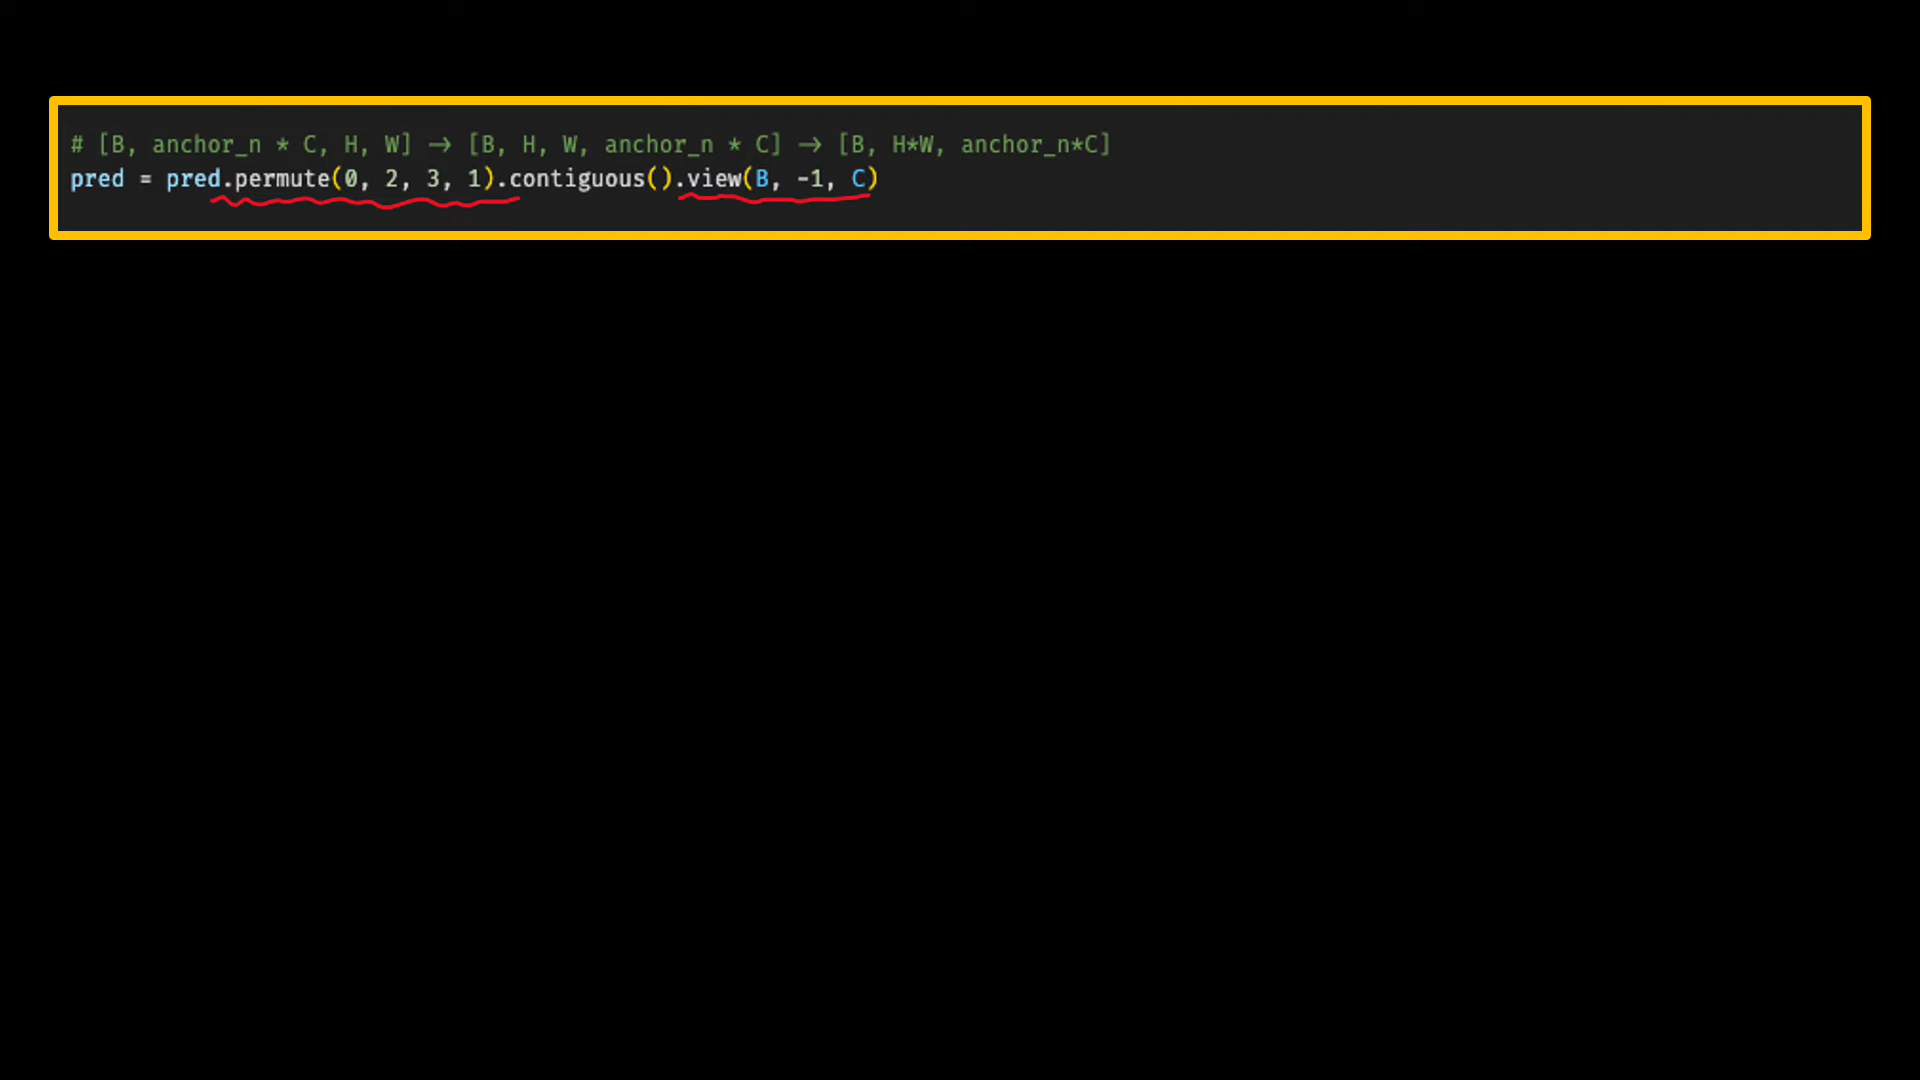 # [B, anchor_n * C, H, W] → [B, H, W, anchor_n * C] → [B, H*W, anchor_n*C]
pred = pred.permute(0, 2, 3, 1).contiguous().view(B, -1, C)